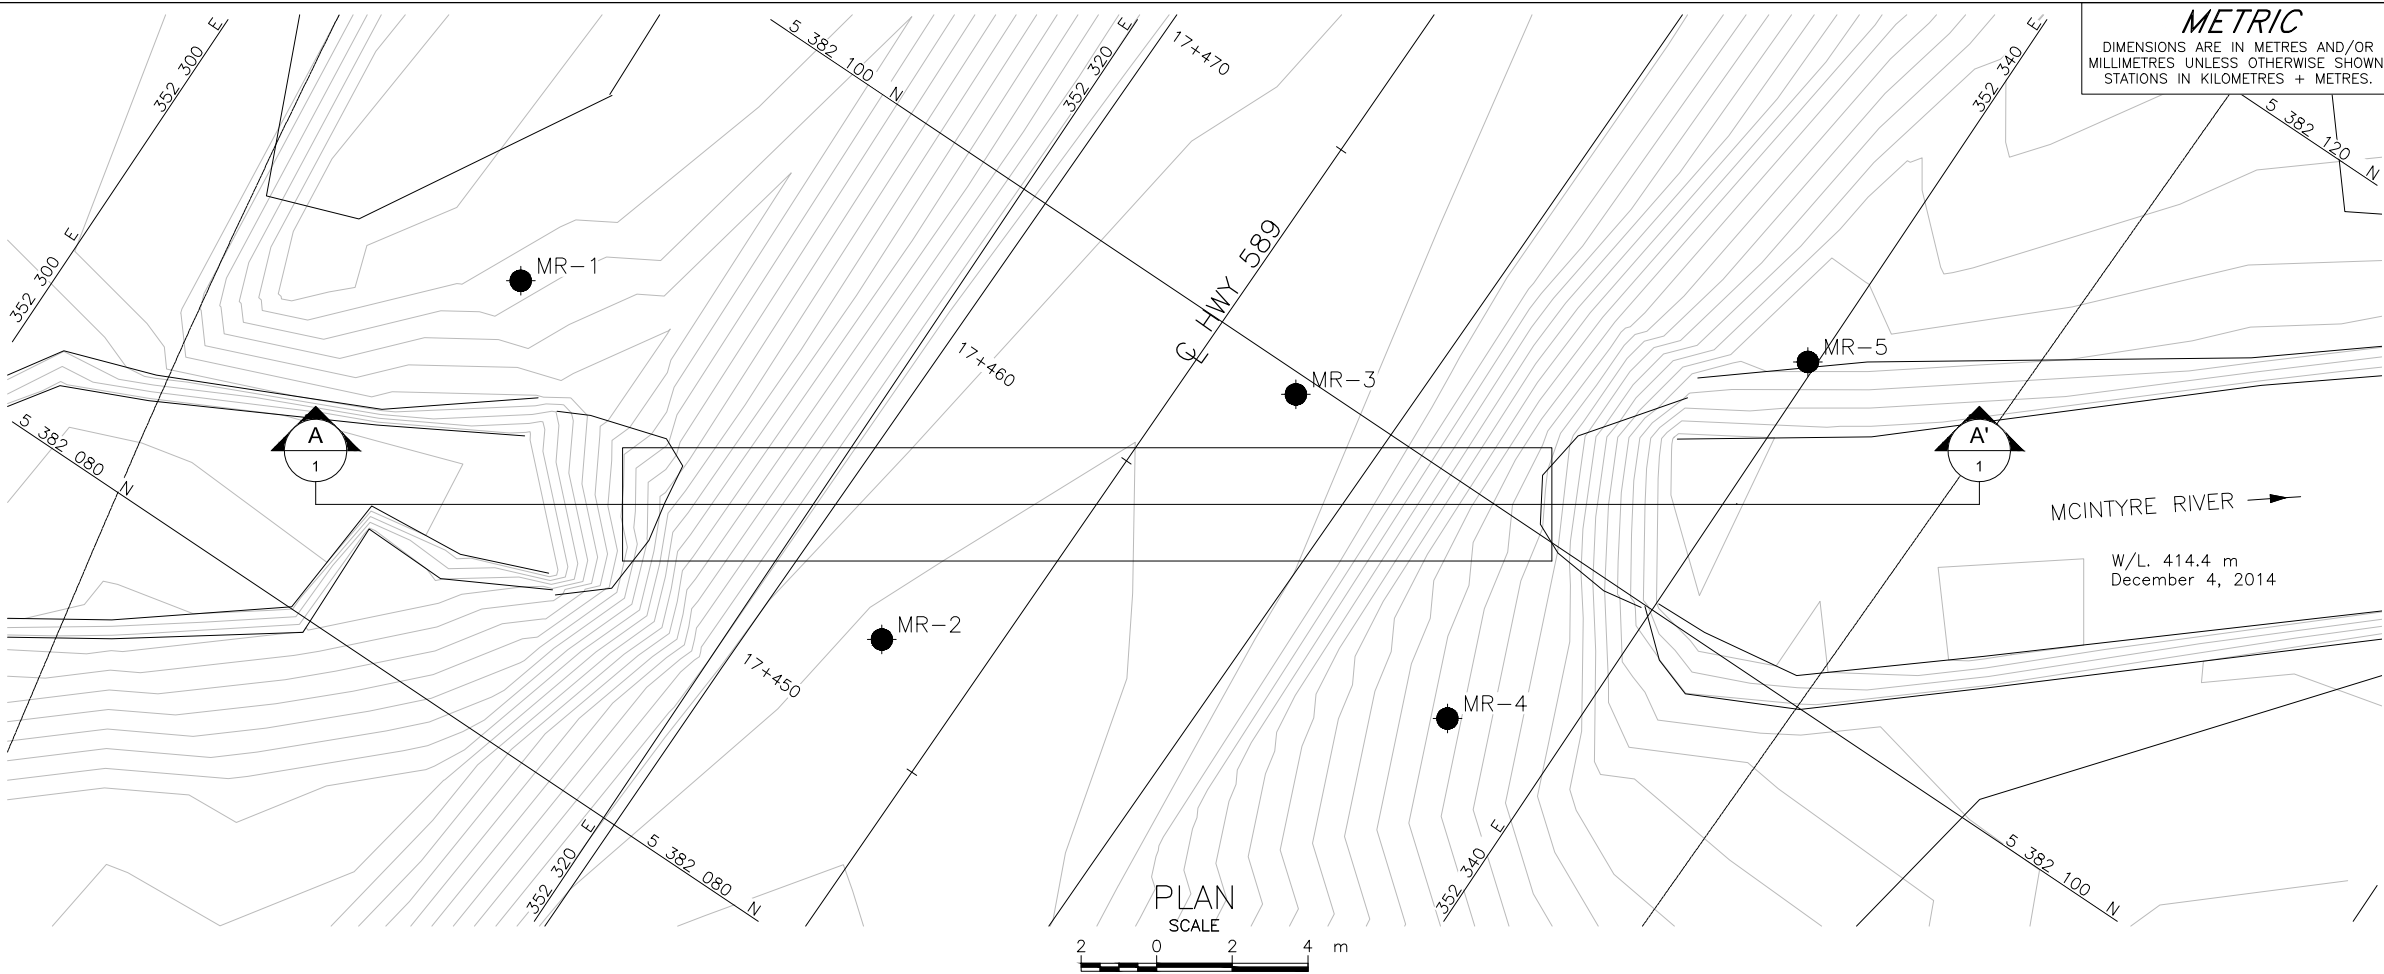 METRIC
DIMENSIONS ARE IN METRES AND/OR
MILLIMETRES UNLESS OTHERWISE SHOWN
STATIONS IN KILOMETRES + METRES.
352 300 E
5 382 100 N
352 320 E
17+470
352 340 E
5 382 120 N
352 300 E
MR-1
℄ HWY 589
17+460
MR-3
MR-5
5 382 080 N
A
1
A'
1
MCINTYRE RIVER
W/L. 414.4 m
December 4, 2014
MR-2
17+450
MR-4
352 320 E
5 382 080 N
352 340 E
5 382 100 N
PLAN
SCALE
2 0 2 4 m